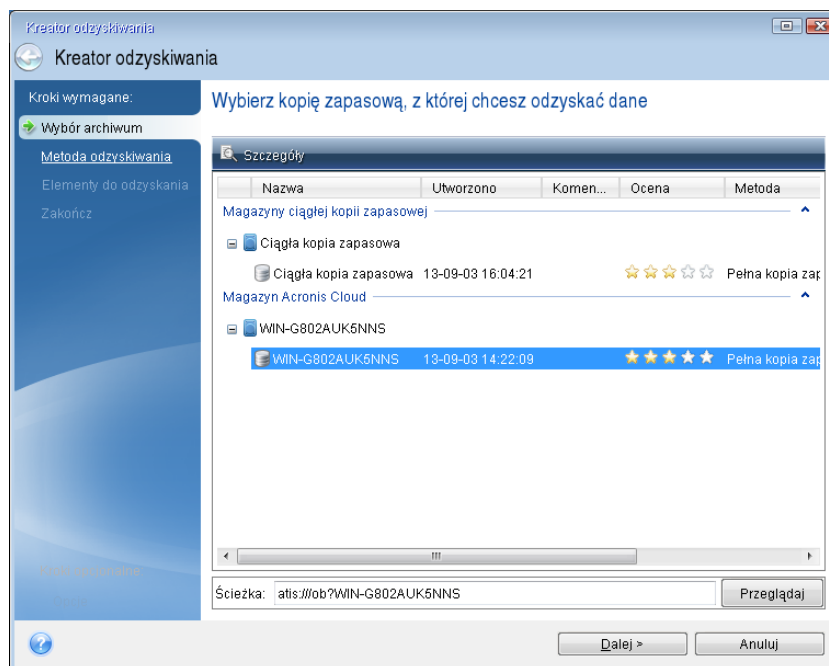 Kreator odzyskiwania
Kreator odzyskiwania
Kroki wymagane:
Wybór archiwum
Metoda odzyskiwania
Elementy do odzyskania
Zakończ
Wybierz kopię zapasową, z której chcesz odzyskać dane
Szczegóły
Nazwa Utworzono Komen... Ocena Metoda
Magazyny ciągłej kopii zapasowej
Ciągła kopia zapasowa
Ciągła kopia zapasowa 13-09-03 16:04:21 Pełna kopia zap
Magazyn Acronis Cloud
WIN-G802AUK5NNS
WIN-G802AUK5NNS 13-09-03 14:22:09 Pełna kopia zap
Ścieżka: atis:///ob?WIN-G802AUK5NNS Przeglądaj
Dalej > Anuluj